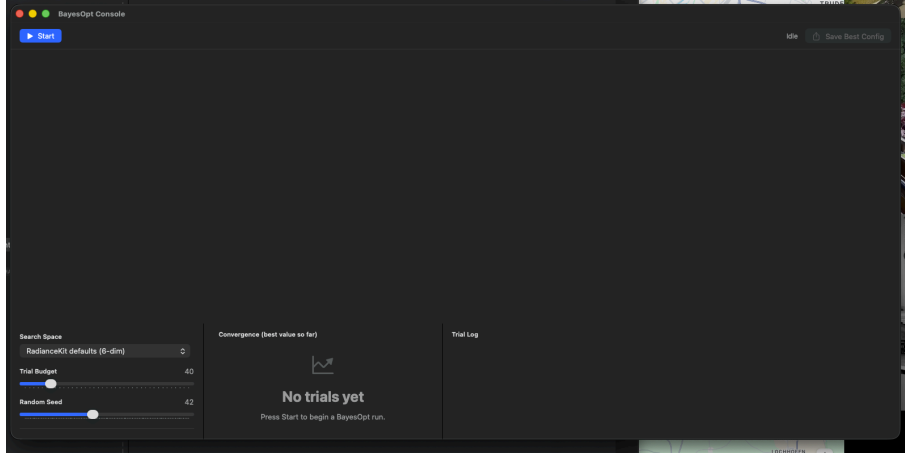 BayesOpt Console
Start
Idle
Save Best Config
Search Space
RadianceKit defaults (6-dim)
Trial Budget 40
Random Seed 42
Convergence (best value so far)
No trials yet
Press Start to begin a BayesOpt run.
Trial Log